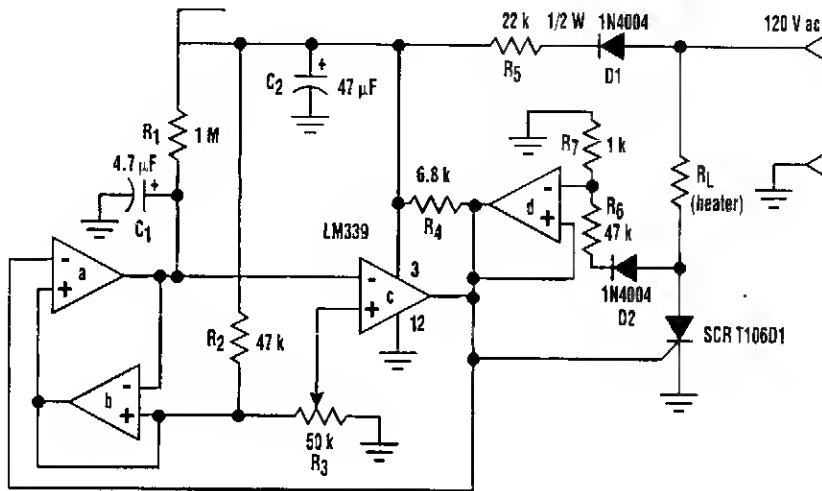 22 k 1/2 W 1N4004 120 V ac
R5 D1
C2 + 47 µF
R1 1 M
4.7 µF + C1
R7 1 k
6.8 k
R4
LM339
- d +
R6 47 k
RL (heater)
1N4004
D2
SCR T106D1
- a +
3
- c +
12
R2 47 k
- b +
50 k
R3